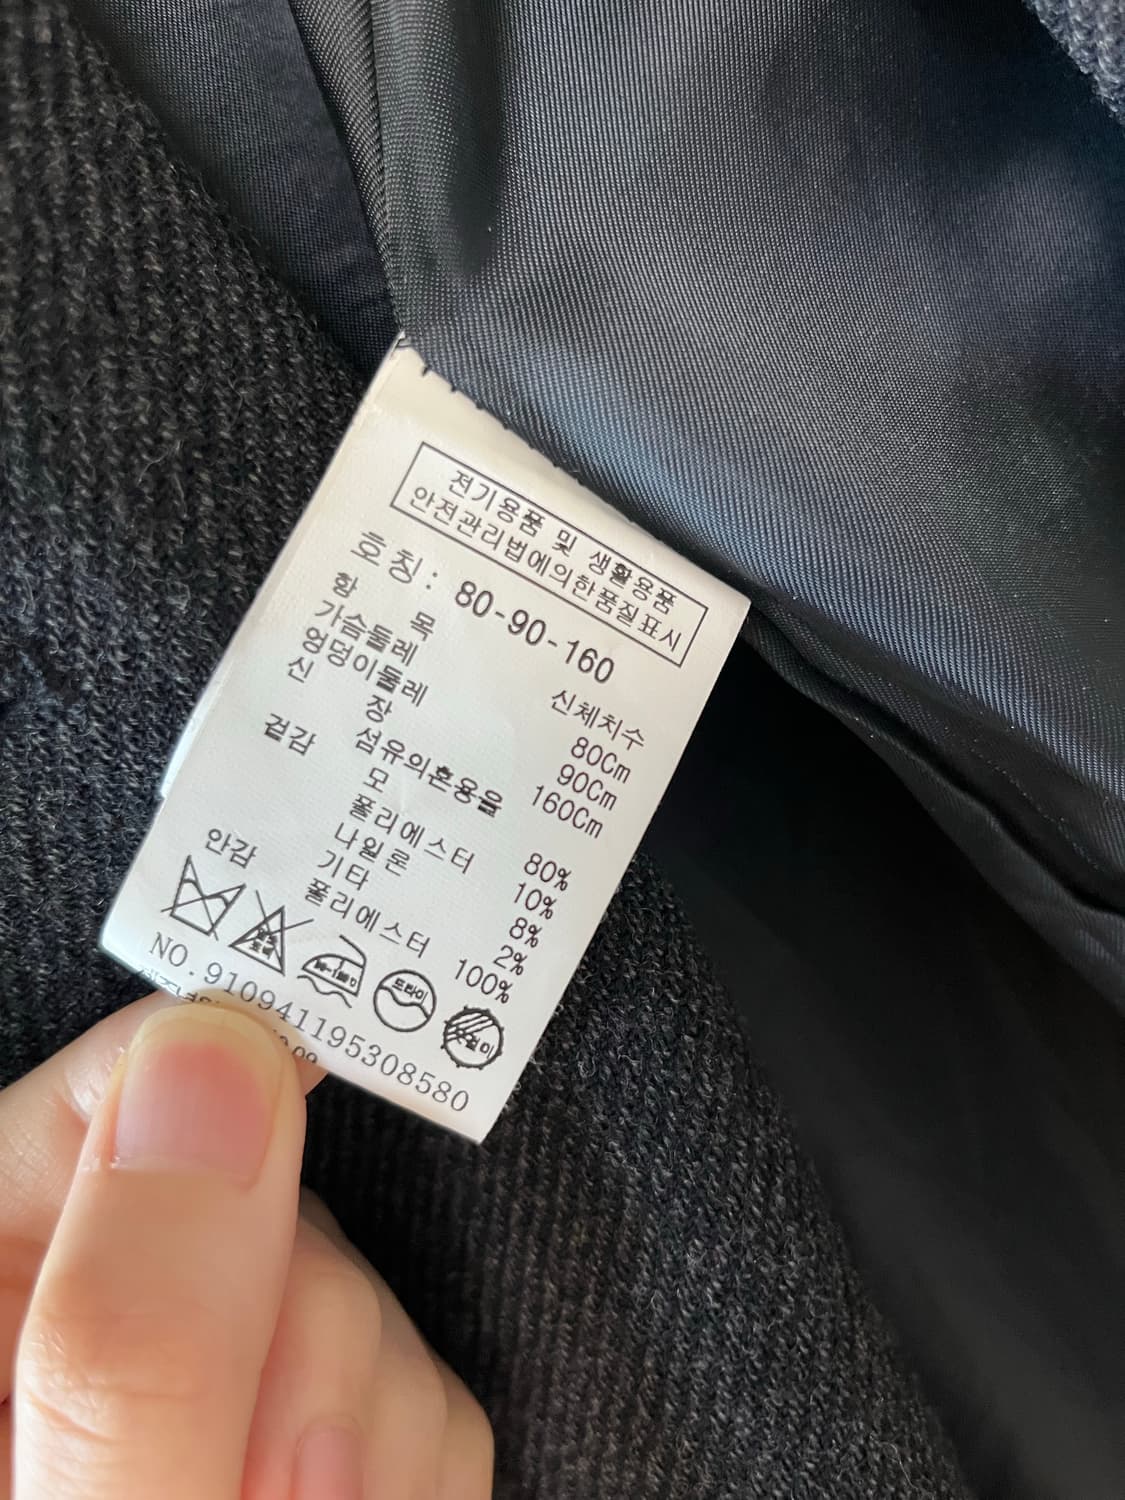 전기용품 및 생활용품
안전관리법에의한품질표시
호칭: 80-90-160
항 목 신체치수
가슴둘레 80Cm
엉덩이둘레 90Cm
신 장 160Cm
섬유의혼용율
겉감 모 80%
폴리에스터 10%
나일론 8%
기타 2%
안감 폴리에스터 100%
드라이
NO.910941195308580